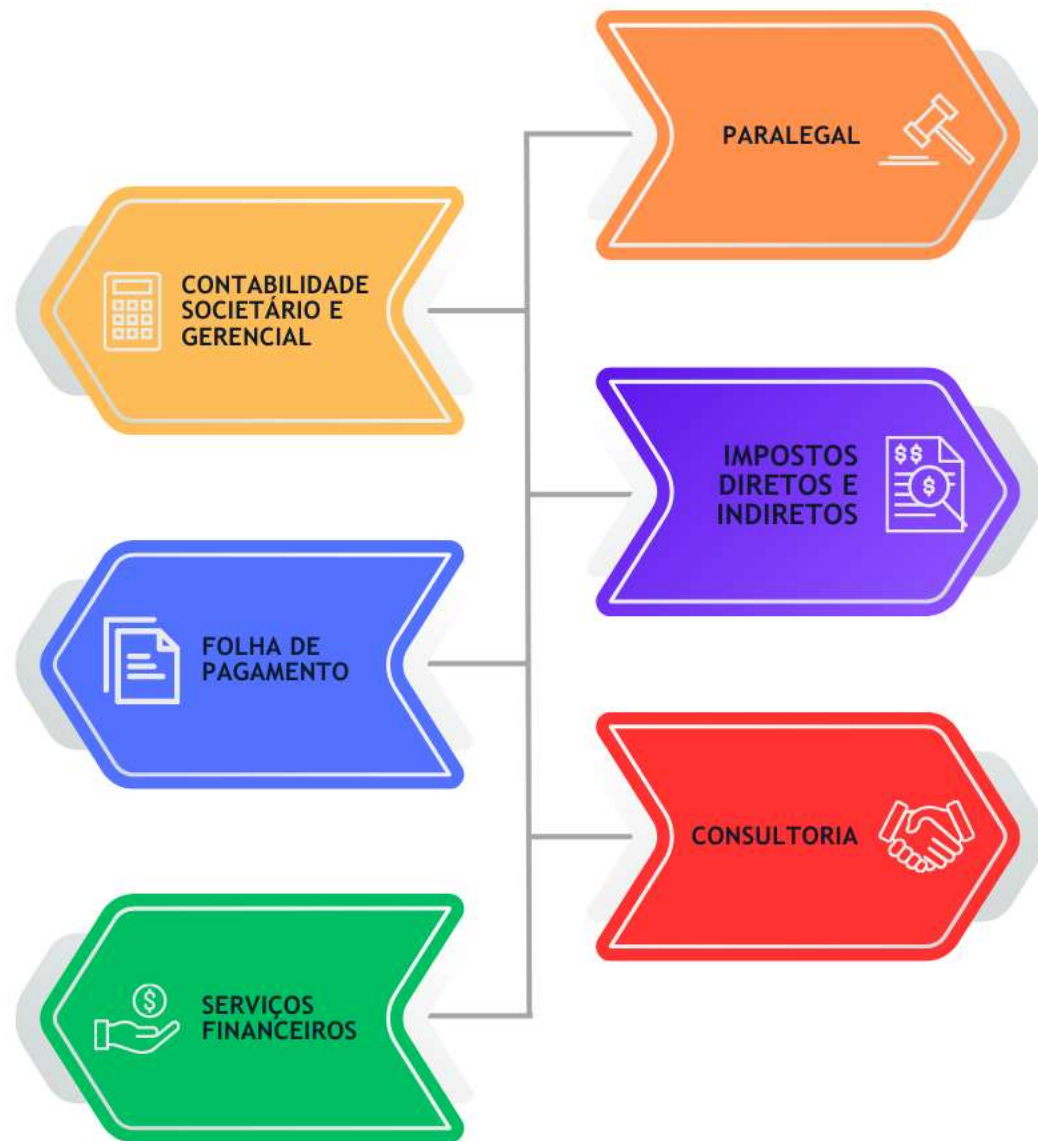 PARALEGAL
CONTABILIDADE
SOCIETÁRIO E
GERENCIAL
$$
$
IMPOSTOS
DIRETOS E
INDIRETOS
FOLHA DE
PAGAMENTO
CONSULTORIA
$
SERVIÇOS
FINANCEIROS